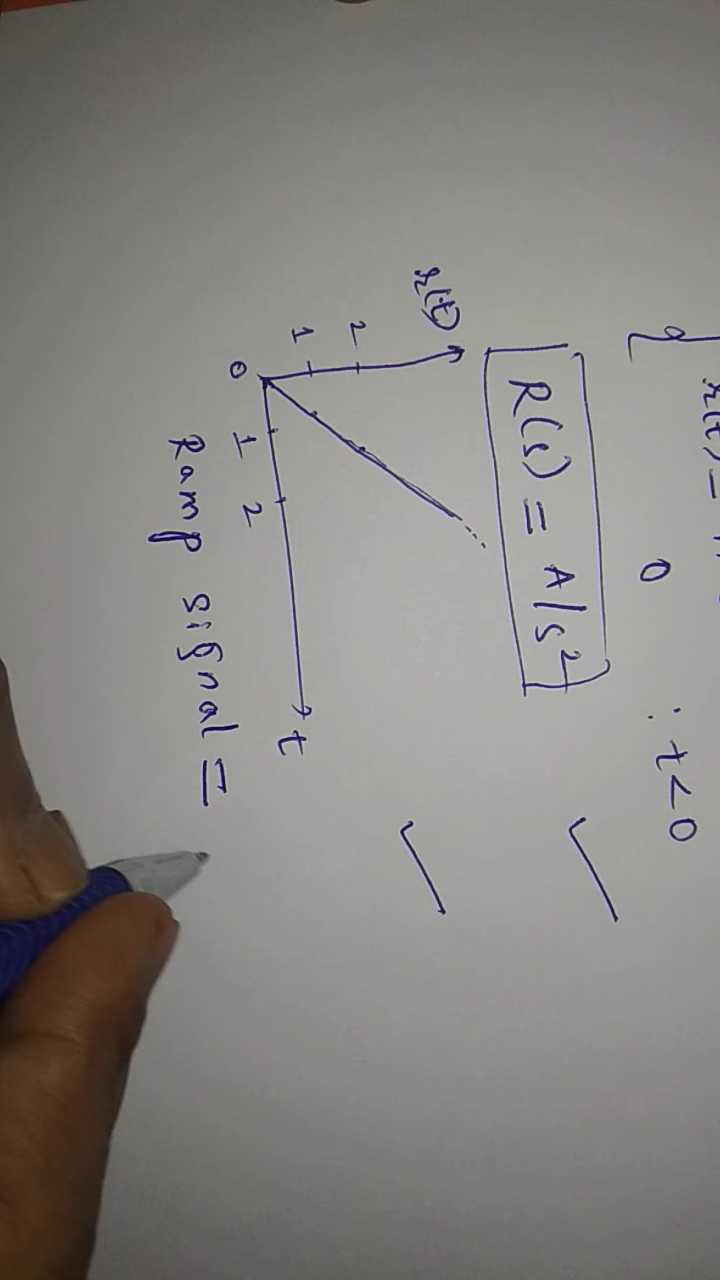 r(t) =
0 : t<0
R(s) = A/s²
r(t)
2
1
0
1 2 t
Ramp signal =